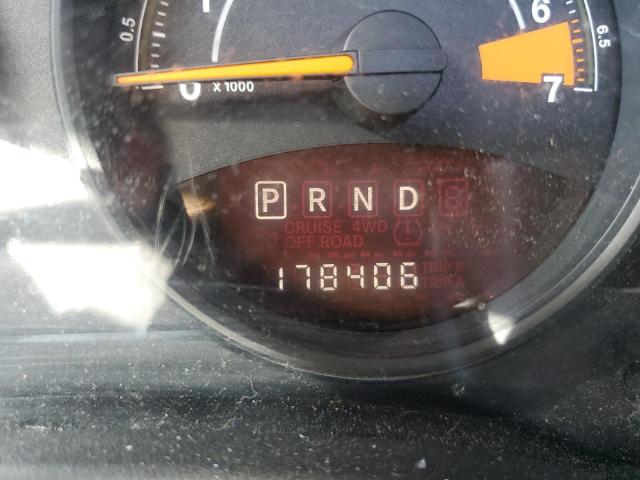 0.5 1 6 6.5
0 x 1000 7
P R N D
CRUISE 4WD
OFF ROAD
TRIP B
178406 TRIP A